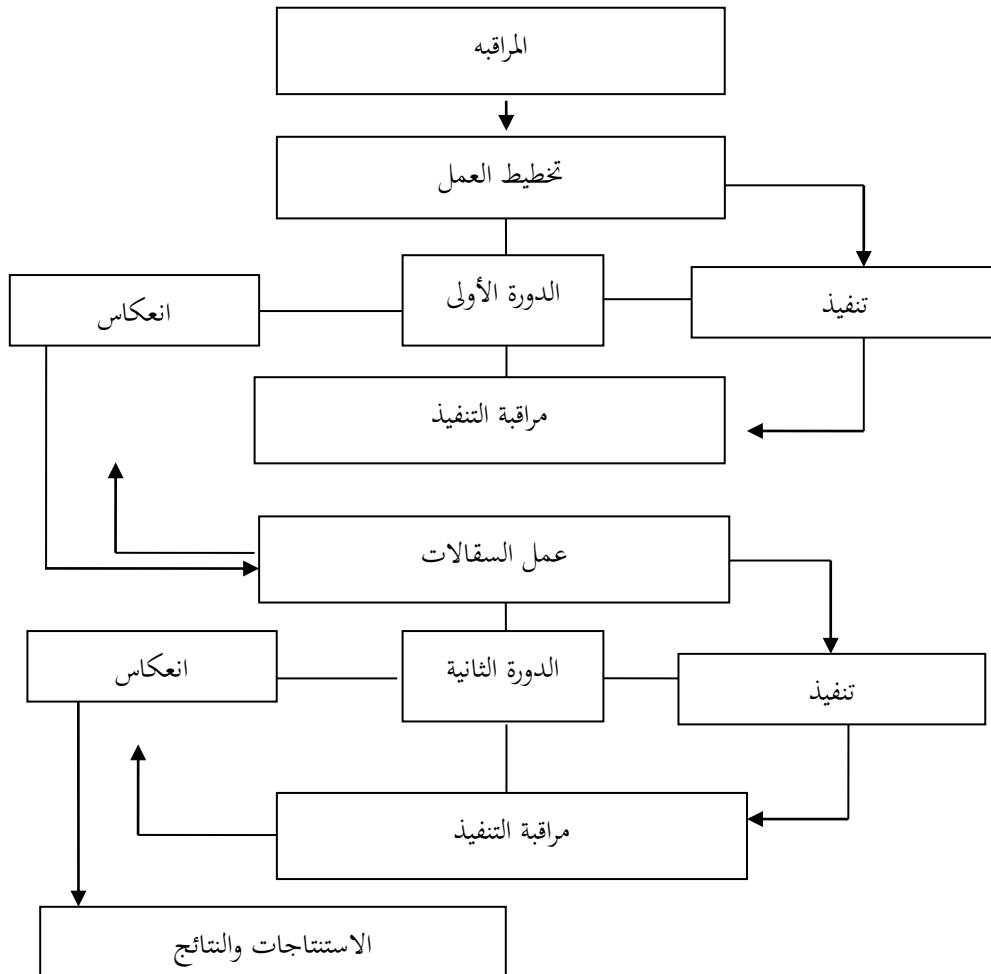 المراقبه
تخطيط العمل
الدورة الأولى
تنفيذ
انعكاس
مراقبة التنفيذ
عمل السقالات
الدورة الثانية
انعكاس
تنفيذ
مراقبة التنفيذ
الاستنتاجات والنتائج